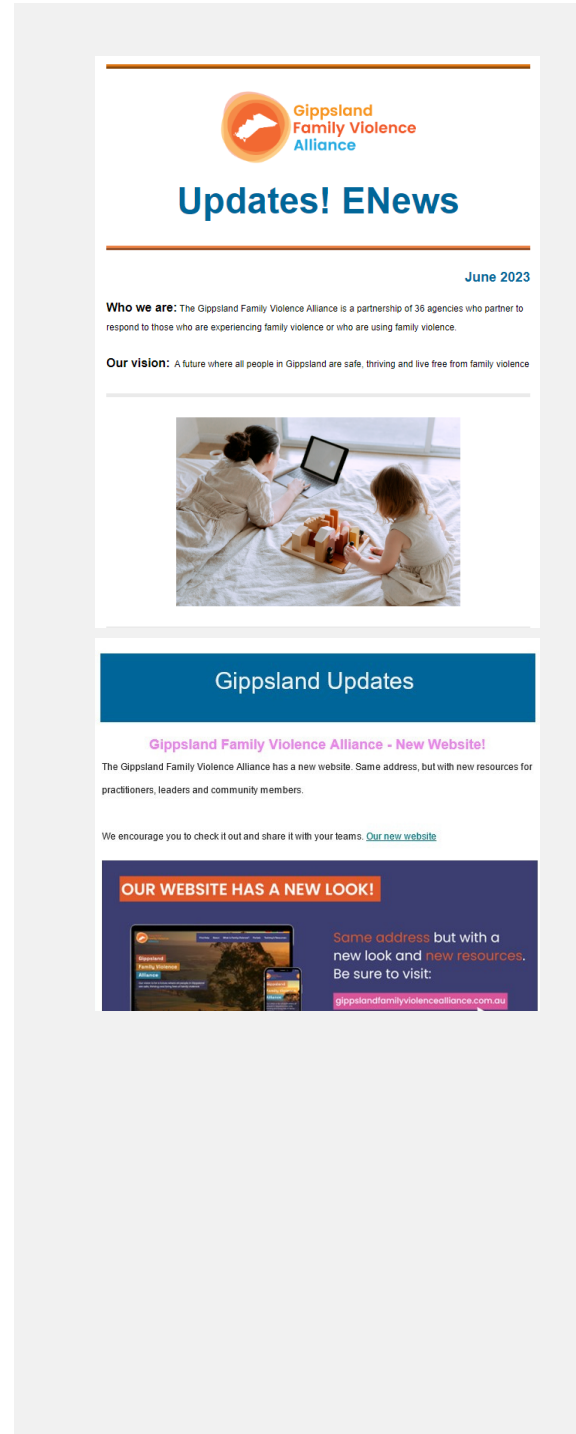 Gippsland
Family Violence
Alliance
Updates! ENews
June 2023
Who we are: The Gippsland Family Violence Alliance is a partnership of 36 agencies who partner to
respond to those who are experiencing family violence or who are using family violence.
Our vision: A future where all people in Gippsland are safe, thriving and live free from family violence
Gippsland Updates
Gippsland Family Violence Alliance - New Website!
The Gippsland Family Violence Alliance has a new website. Same address, but with new resources for
practitioners, leaders and community members.
We encourage you to check it out and share it with your teams. Our new website
OUR WEBSITE HAS A NEW LOOK!
Gippsland
Family Violence
Alliance
Same address but with a
new look and new resources.
Be sure to visit:
gippslandfamilyviolencealliance.com.au